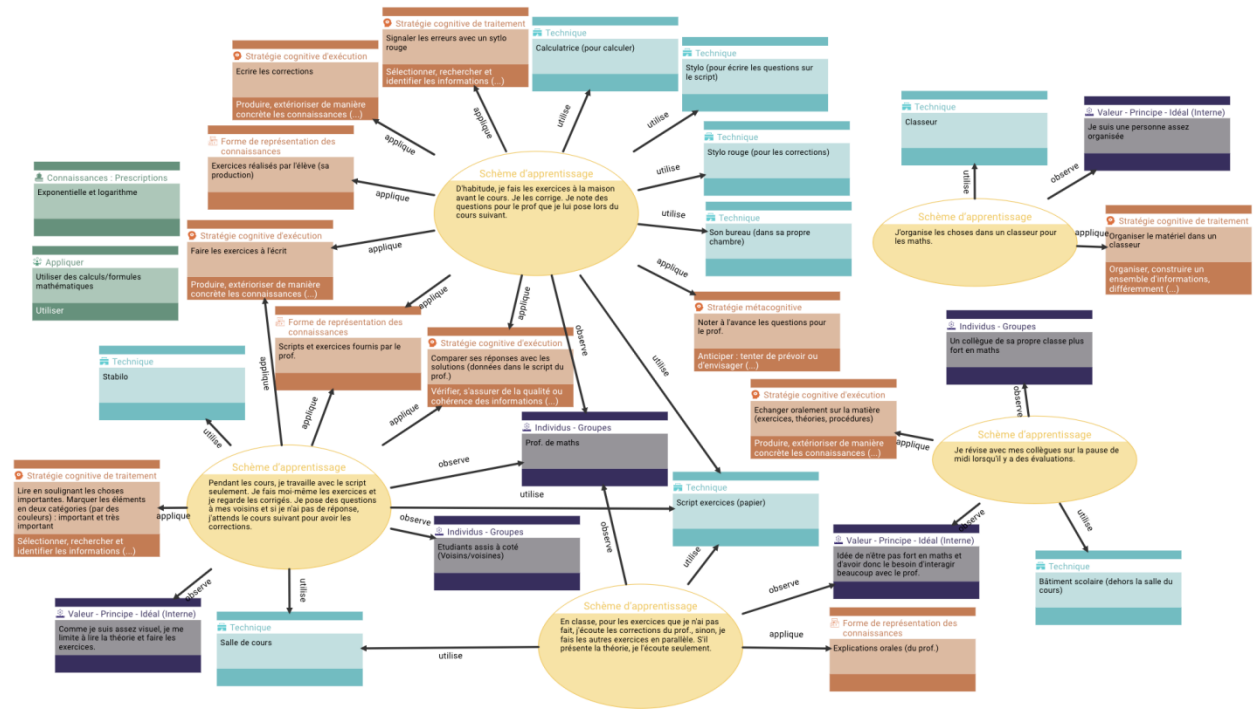 Stratégie cognitive de traitement
Signaler les erreurs avec un sytlo
rouge
Sélectionner, rechercher et
identifier les informations (...)
Technique
Calculatrice (pour calculer)
Stratégie cognitive d'exécution
Ecrire les corrections
Produire, extérioriser de manière
concrète les connaissances (...)
Technique
Stylo (pour écrire les questions sur
le script)
applique
applique
utilise
utilise
Forme de représentation des
connaissances
Exercices réalisés par l'élève (sa
production)
applique
Connaissances : Prescriptions
Exponentielle et logarithme
Schème d'apprentissage
D'habitude, je fais les exercices à la maison
avant le cours. Je les corrige. Je note des
questions pour le prof que je lui pose lors du
cours suivant.
Technique
Stylo rouge (pour les corrections)
utilise
Technique
Son bureau (dans sa propre
chambre)
utilise
Technique
Classeur
Valeur - Principe - Idéal (Interne)
Je suis une personne assez
organisée
utilise
observe
Schème d'apprentissage
J'organise les choses dans un classeur pour
les maths.
applique
Stratégie cognitive de traitement
Organiser le matériel dans un
classeur
Organiser, construire un
ensemble d'informations,
différemment (...)
Appliquer
Utiliser des calculs/formules
mathématiques
Utiliser
Stratégie cognitive d'exécution
Faire les exercices à l'écrit
Produire, extérioriser de manière
concrète les connaissances (...)
applique
applique
applique
applique
observe
utilise
Stratégie métacognitive
Noter à l'avance les questions pour
le prof.
Anticiper : tenter de prévoir ou
d'envisager (...)
Forme de représentation des
connaissances
Scripts et exercices fournis par le
prof.
Stratégie cognitive d'exécution
Comparer ses réponses avec les
solutions (données dans le script du
prof.)
Vérifier, s'assurer de la qualité ou
cohérence des informations (...)
Individus - Groupes
Un collègue de sa propre classe plus
fort en maths
observe
Technique
Stabilo
utilise
applique
applique
applique
Stratégie cognitive d'exécution
Echanger oralement sur la matière
(exercices, théories, procédures)
Produire, extérioriser de manière
concrète les connaissances (...)
applique
Schème d'apprentissage
Je révise avec mes collègues sur la pause de
midi lorsqu'il y a des évaluations.
observe
utilise
Individus - Groupes
Prof. de maths
Schème d'apprentissage
Pendant les cours, je travaille avec le script
seulement. Je fais moi-même les exercices et
je regarde les corrigés. Je pose des questions
à mes voisins et si je n'ai pas de réponse,
j'attends le cours suivant pour avoir les
corrections.
observe
utilise
observe
Stratégie cognitive de traitement
Lire en soulignant les choses
importantes. Marquer les éléments
en deux catégories (par des
couleurs) : important et très
important
Sélectionner, rechercher et
identifier les informations (...)
applique
Technique
Script exercices (papier)
Individus - Groupes
Etudiants assis à coté
(Voisins/voisines)
utilise
observe
Valeur - Principe - Idéal (Interne)
Idée de n'être pas fort en maths et
d'avoir donc le besoin d'interagir
beaucoup avec le prof.
Technique
Bâtiment scolaire (dehors la salle du
cours)
observe
utilise
Valeur - Principe - Idéal (Interne)
Comme je suis assez visuel, je me
limite à lire la théorie et faire les
exercices.
Technique
Salle de cours
utilise
Schème d'apprentissage
En classe, pour les exercices que je n'ai pas
fait, j'écoute les corrections du prof., sinon, je
fais les autres exercices en parallèle. S'il
présente la théorie, je l'écoute seulement.
observe
applique
Forme de représentation des
connaissances
Explications orales (du prof.)